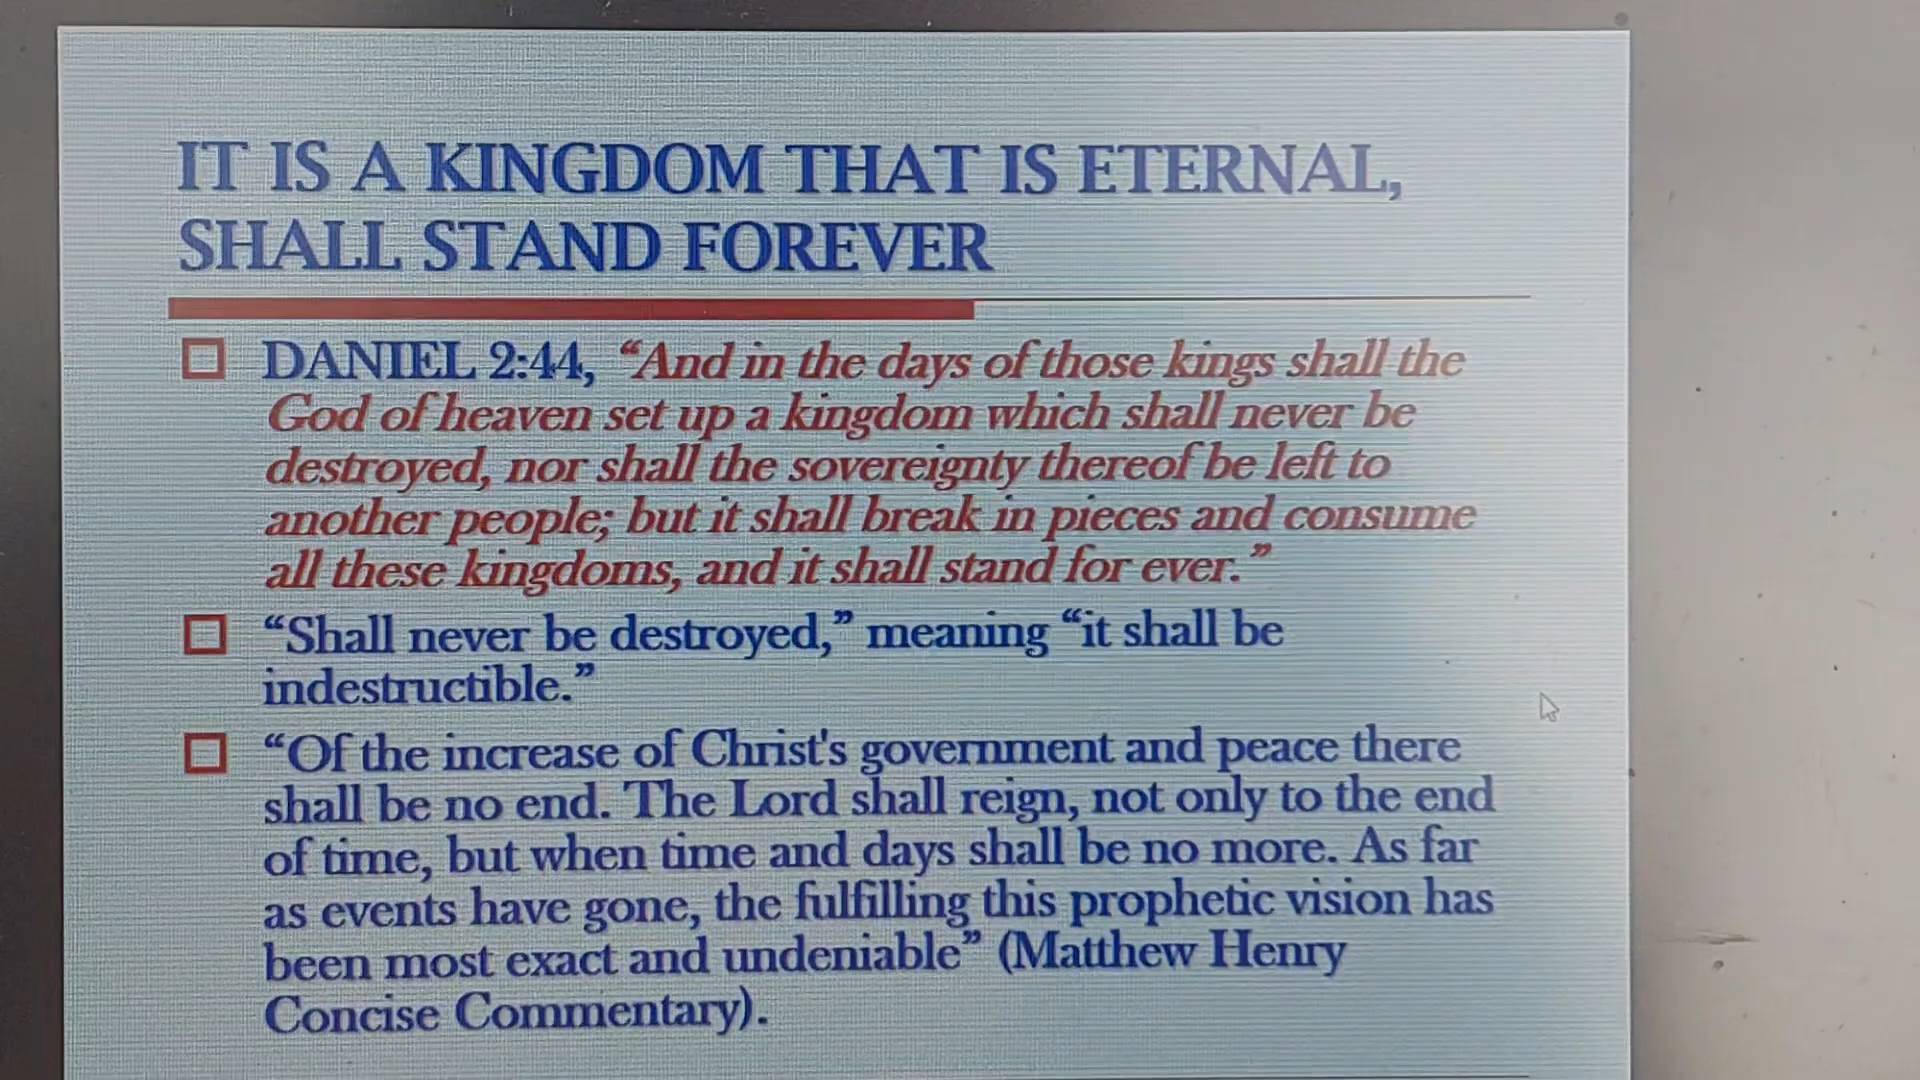 IT IS A KINGDOM THAT IS ETERNAL,
SHALL STAND FOREVER
DANIEL 2:44, “And in the days of those kings shall the
God of heaven set up a kingdom which shall never be
destroyed, nor shall the sovereignty thereof be left to
another people; but it shall break in pieces and consume
all these kingdoms, and it shall stand for ever.”
“Shall never be destroyed,” meaning “it shall be
indestructible.”
“Of the increase of Christ's government and peace there
shall be no end. The Lord shall reign, not only to the end
of time, but when time and days shall be no more. As far
as events have gone, the fulfilling this prophetic vision has
been most exact and undeniable” (Matthew Henry
Concise Commentary).